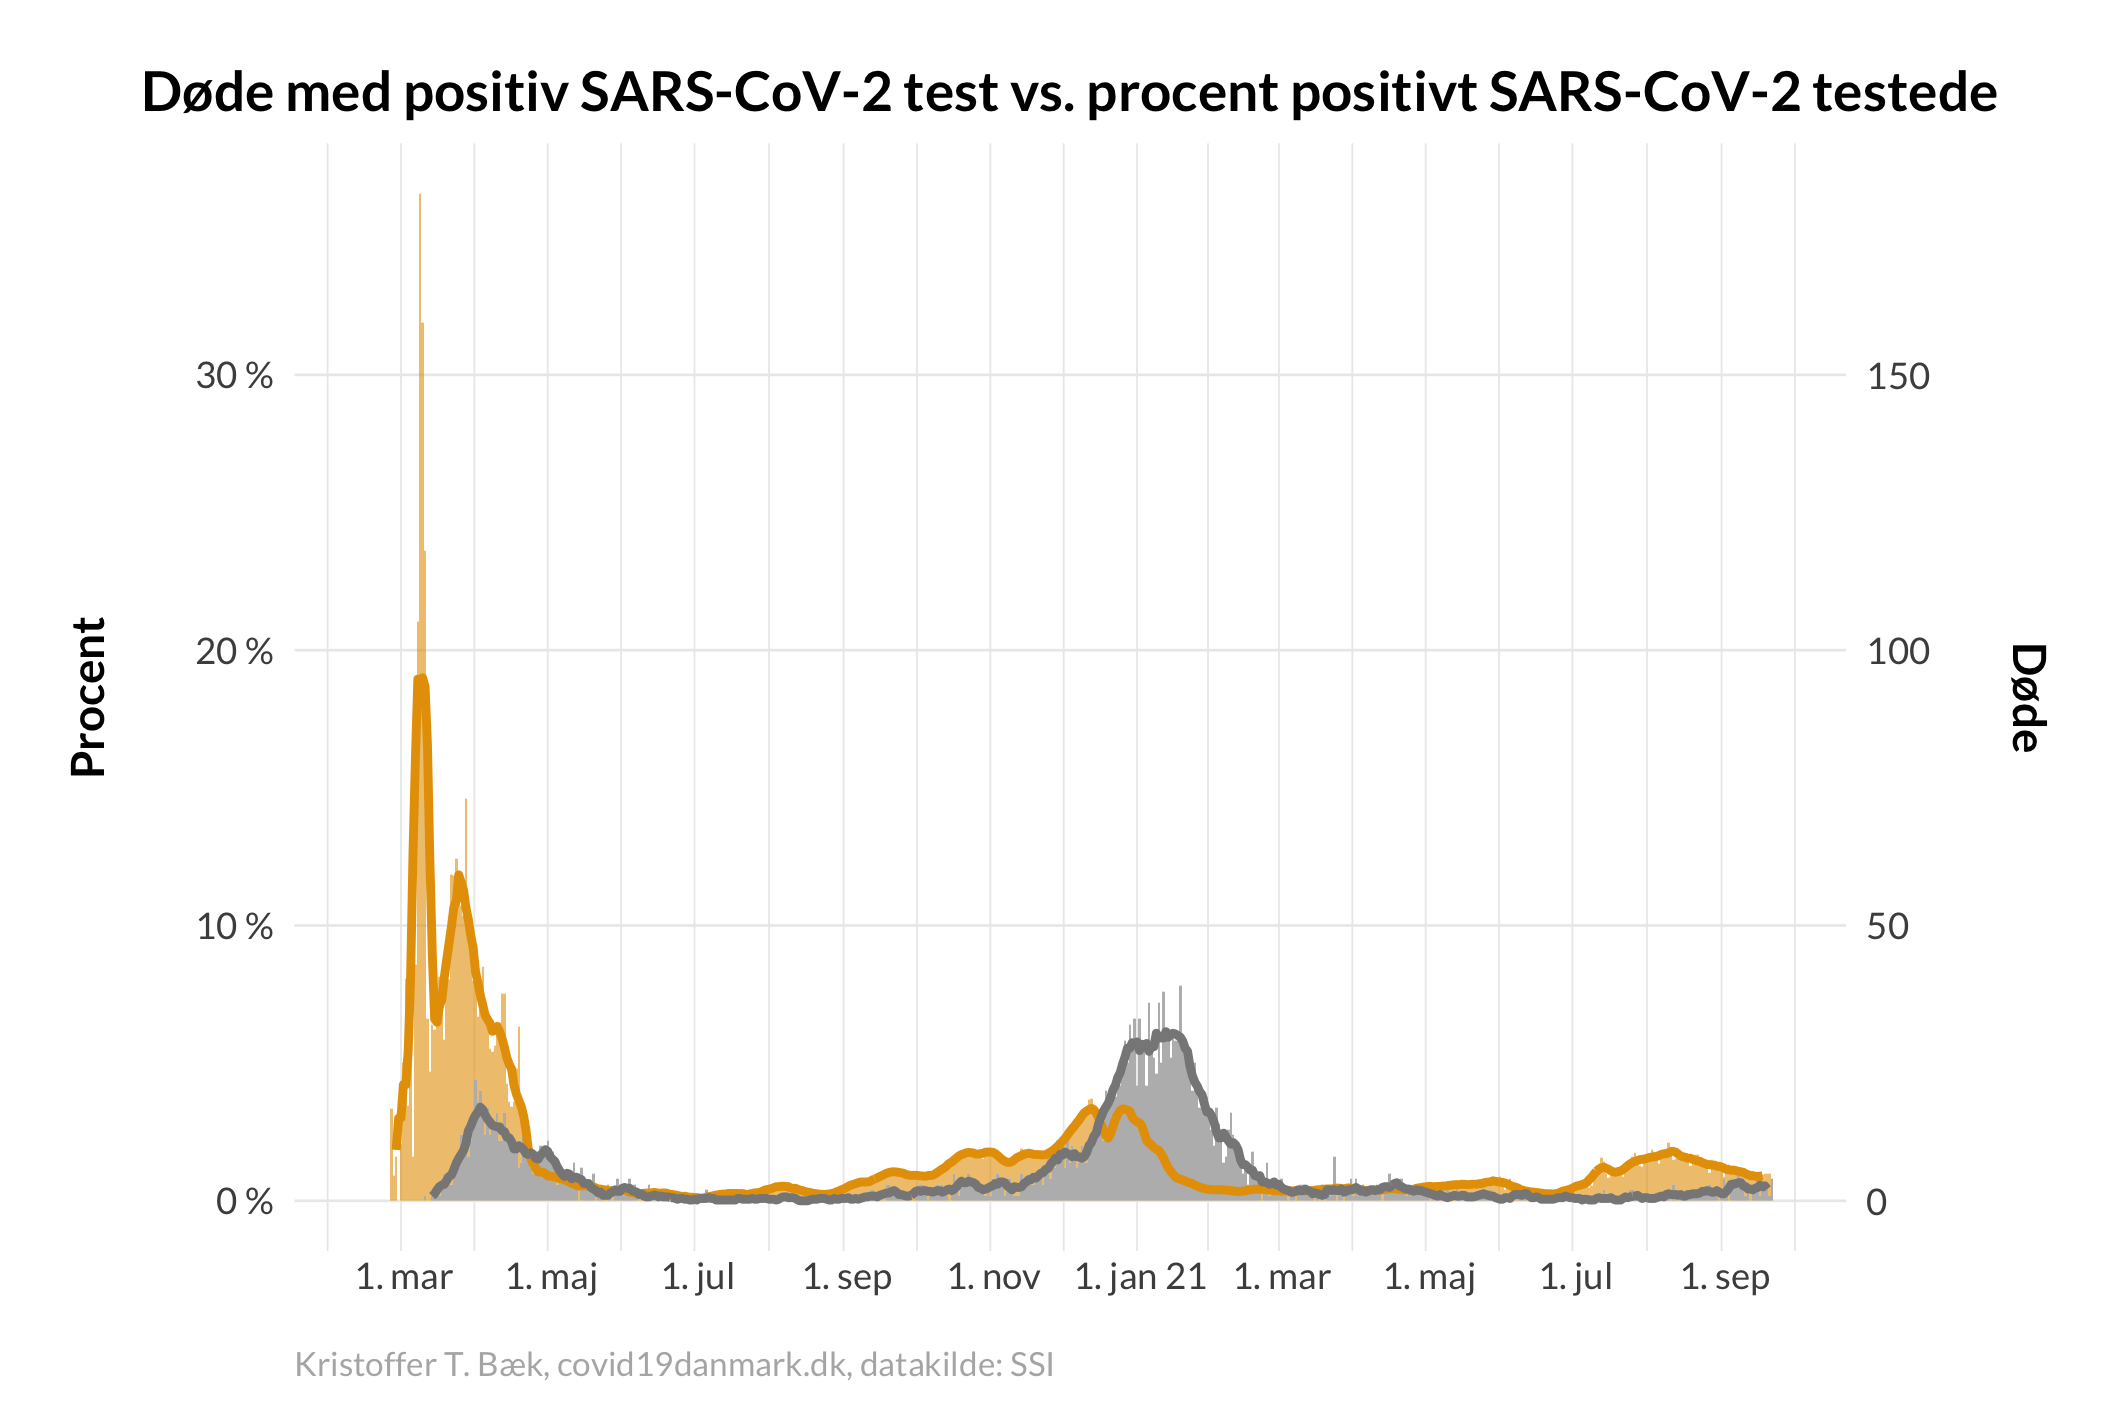 Døde med positiv SARS-CoV-2 test vs. procent positivt SARS-CoV-2 testede
Procent
30 %
20 %
10 %
0 %
150
100
50
0
Døde
1. mar
1. maj
1. jul
1. sep
1. nov
1. jan 21
1. mar
1. maj
1. jul
1. sep
Kristoffer T. Bæk, covid19danmark.dk, datakilde: SSI